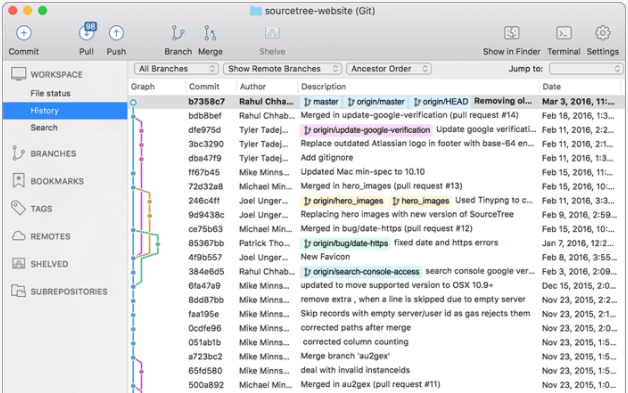 sourcetree-website (Git)
98
Commit Pull Push Branch Merge Shelve Show in Finder Terminal Settings
All Branches Show Remote Branches Ancestor Order Jump to:
WORKSPACE
File status
History
Search
BRANCHES
BOOKMARKS
TAGS
REMOTES
SHELVED
SUBREPOSITORIES
Graph Commit Author Description Date
b7358c7 Rahul Chha... master origin/master origin/HEAD Removing ol... Mar 3, 2016, 11:...
bdb8bef Rahul Chhab... Merged in update-google-verification (pull request #14) Feb 18, 2016, 1:3...
dfe975d Tyler Tadej... origin/update-google-verification Update google verificati... Feb 11, 2016, 2:2...
3bc3290 Tyler Tadej... Replace outdated Atlassian logo in footer with base-64 en... Feb 11, 2016, 2:1...
dba47f9 Tyler Tadej... Add gitignore Feb 11, 2016, 1:3...
ff67b45 Mike Minns... Updated Mac min-spec to 10.10 Feb 15, 2016, 11:...
72d32a8 Michael Min... Merged in hero_images (pull request #13) Feb 15, 2016, 10:...
246c4ff Joel Unger... origin/hero_images hero_images Used Tinypng to c... Feb 11, 2016, 3:3...
9d9438c Joel Unger... Replacing hero images with new version of SourceTree Feb 9, 2016, 2:59...
ce75b63 Michael Min... Merged in bug/date-https (pull request #12) Feb 15, 2016, 10:...
85367bb Patrick Tho... origin/bug/date-https fixed date and https errors Jan 7, 2016, 12:2...
4f9b557 Joel Unger... New Favicon Feb 8, 2016, 3:55...
384e6d5 Rahul Chhab... origin/search-console-access search console google ver... Feb 3, 2016, 2:09...
6fa47a9 Mike Minns... updated to move supported version to OSX 10.9+ Dec 15, 2015, 2:0...
8dd87bb Mike Minns... remove extra , when a line is skipped due to empty server Nov 23, 2015, 2:2...
faa195e Mike Minns... Skip records with empty server/user id as gas rejects them Nov 23, 2015, 2:1...
0cdfe96 Mike Minns... corrected paths after merge Nov 23, 2015, 2:0...
051ab1b Mike Minns... corrected column counting Nov 23, 2015, 1:5...
a723bc2 Mike Minns... Merge branch 'au2gex' Nov 23, 2015, 1:5...
65fd580 Mike Minns... deal with invalid instanceids Nov 23, 2015, 1:5...
500a892 Michael Min... Merged in au2gex (pull request #11) Nov 23, 2015, 1:0...